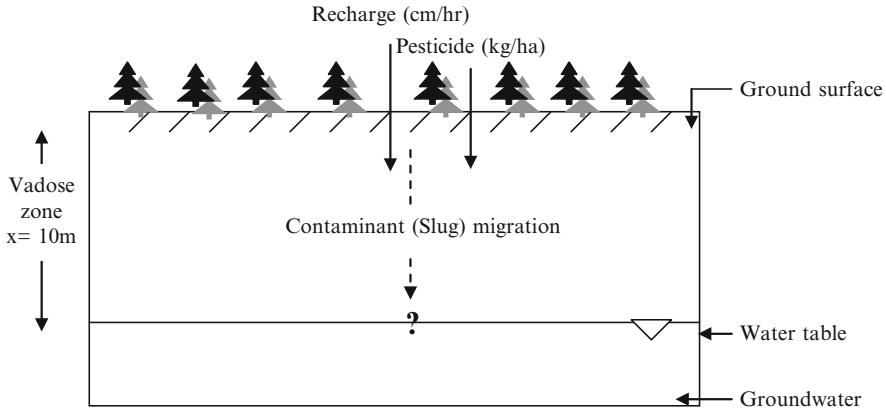 Recharge (cm/hr)
Pesticide (kg/ha)
Ground surface
Vadose
zone
x= 10m
Contaminant (Slug) migration
?
Water table
Groundwater